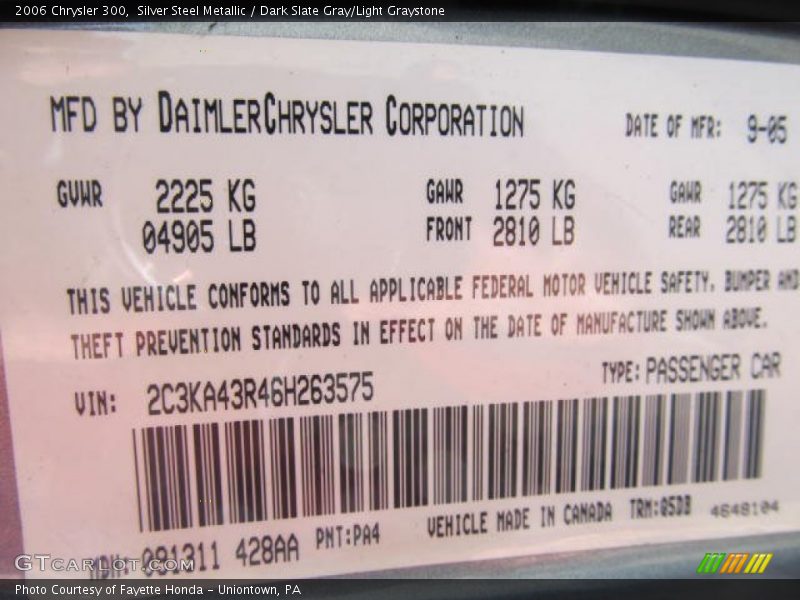 2006 Chrysler 300, Silver Steel Metallic / Dark Slate Gray/Light Graystone
MFD BY DAIMLERCHRYSLER CORPORATION DATE OF MFR: 9-05
GVWR 2225 KG GAWR 1275 KG GAWR 1275 KG
04905 LB FRONT 2810 LB REAR 2810 LB
THIS VEHICLE CONFORMS TO ALL APPLICABLE FEDERAL MOTOR VEHICLE SAFETY, BUMPER AND
THEFT PREVENTION STANDARDS IN EFFECT ON THE DATE OF MANUFACTURE SHOWN ABOVE.
VIN: 2C3KA43R46H263575 TYPE: PASSENGER CAR
MDH: 091311 428AA PNT:PA4 VEHICLE MADE IN CANADA TRM:Q5DB 4648104
GTcarlot.com
Photo Courtesy of Fayette Honda - Uniontown, PA